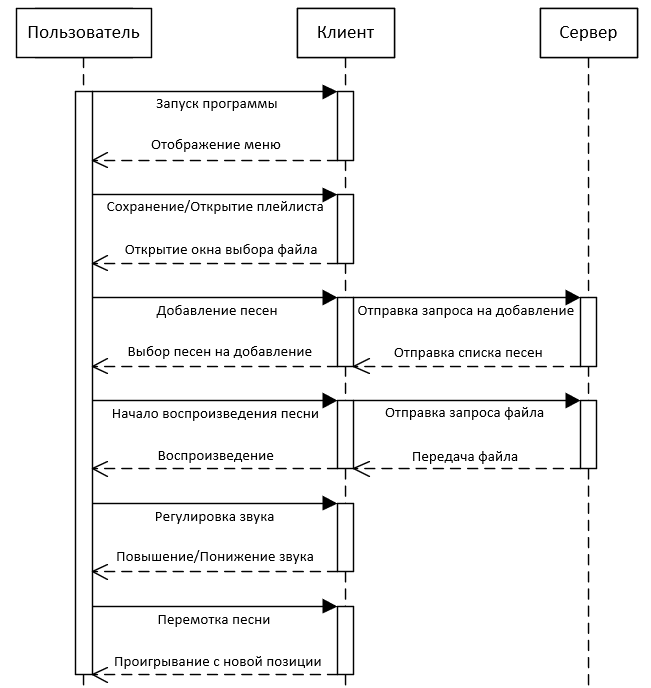 Пользователь
Клиент
Сервер
Запуск программы
Отображение меню
Сохранение/Открытие плейлиста
Открытие окна выбора файла
Добавление песен
Отправка запроса на добавление
Выбор песен на добавление
Отправка списка песен
Начало воспроизведения песни
Отправка запроса файла
Воспроизведение
Передача файла
Регулировка звука
Повышение/Понижение звука
Перемотка песни
Проигрывание с новой позиции